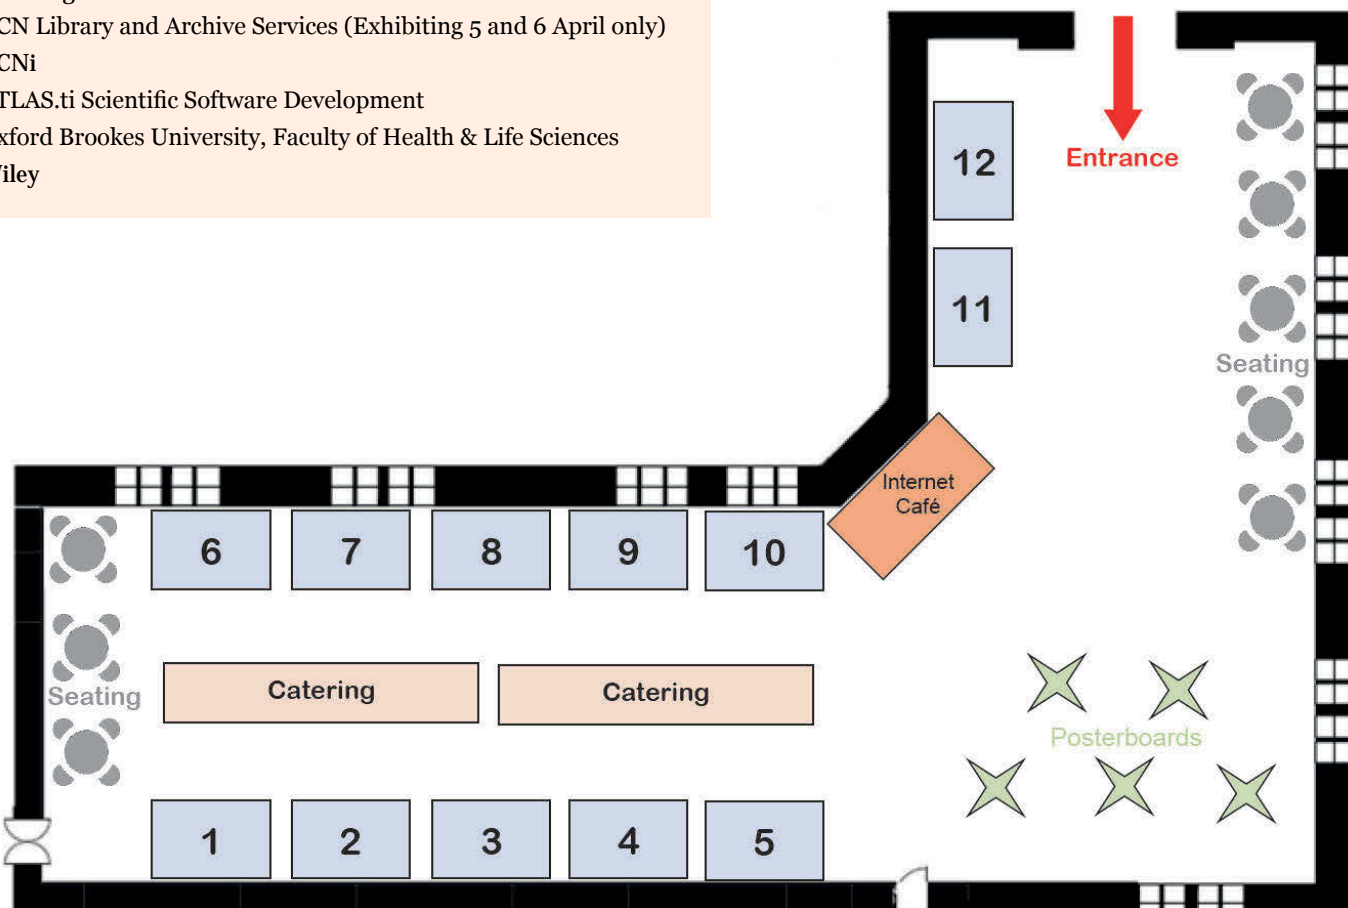 CN Library and Archive Services (Exhibiting 5 and 6 April only)
CNi
TLAS.ti Scientific Software Development
xford Brookes University, Faculty of Health & Life Sciences
iley
12
Entrance
11
Seating
Internet
Café
6
7
8
9
10
Seating
Catering
Catering
Posterboards
1
2
3
4
5